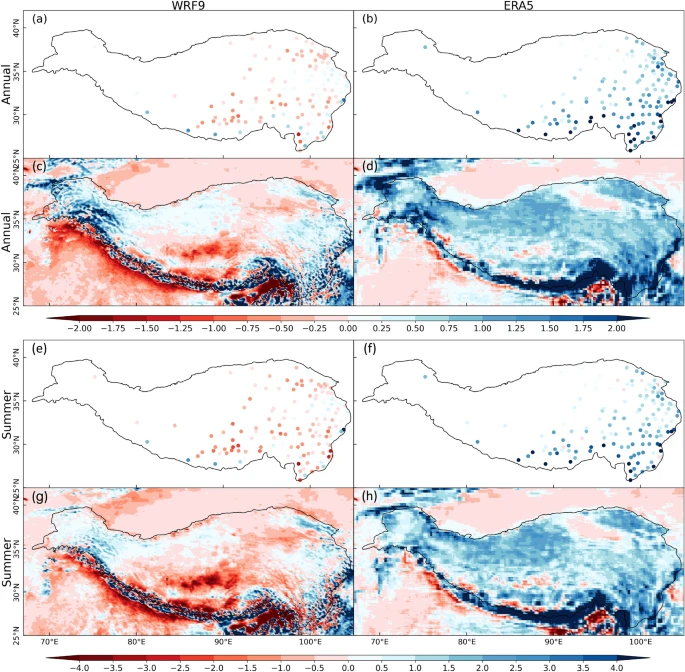 WRF9 ERA5
(a) (b)
40°N
35°N
30°N
25°N
Annual
(c) (d)
40°N
35°N
30°N
25°N
Annual
−2.00 −1.75 −1.50 −1.25 −1.00 −0.75 −0.50 −0.25 0.00 0.25 0.50 0.75 1.00 1.25 1.50 1.75 2.00
(e) (f)
40°N
35°N
30°N
25°N
Summer
(g) (h)
40°N
35°N
30°N
25°N
Summer
70°E 80°E 90°E 100°E 70°E 80°E 90°E 100°E
−4.0 −3.5 −3.0 −2.5 −2.0 −1.5 −1.0 −0.5 0.0 0.5 1.0 1.5 2.0 2.5 3.0 3.5 4.0